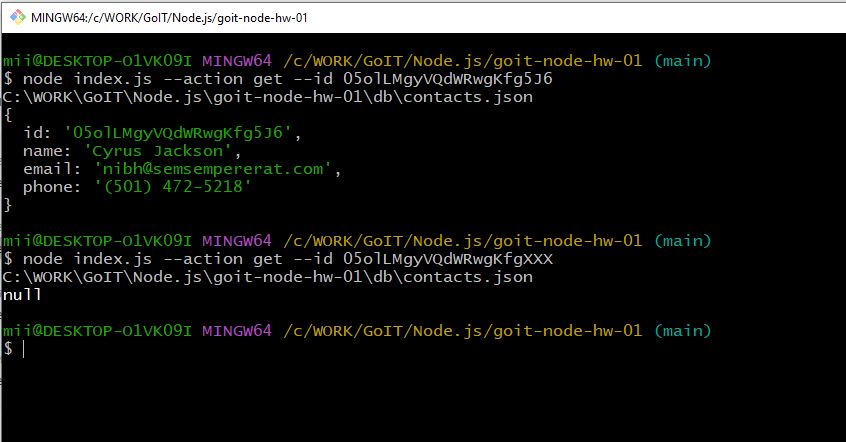 MINGW64:/c/WORK/GoIT/Node.js/goit-node-hw-01
mii@DESKTOP-O1VK09I MINGW64 /c/WORK/GoIT/Node.js/goit-node-hw-01 (main)
$ node index.js --action get --id 05olLMgyVQdWRwgKfg5J6
C:\WORK\GoIT\Node.js\goit-node-hw-01\db\contacts.json
{
  id: '05olLMgyVQdWRwgKfg5J6',
  name: 'Cyrus Jackson',
  email: 'nibh@semsempererat.com',
  phone: '(501) 472-5218'
}
mii@DESKTOP-O1VK09I MINGW64 /c/WORK/GoIT/Node.js/goit-node-hw-01 (main)
$ node index.js --action get --id 05olLMgyVQdWRwgKfgXXX
C:\WORK\GoIT\Node.js\goit-node-hw-01\db\contacts.json
null
mii@DESKTOP-O1VK09I MINGW64 /c/WORK/GoIT/Node.js/goit-node-hw-01 (main)
$